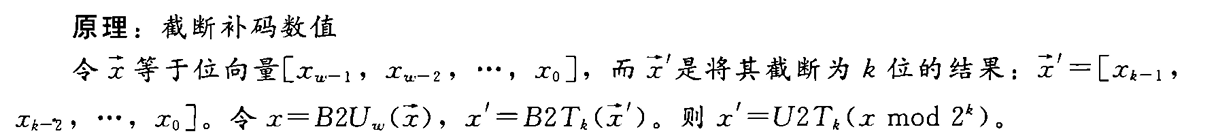 原理：截断补码数值
令 x⃗ 等于位向量[x_{w-1}, x_{w-2}, …, x_0]，而 x⃗′是将其截断为 k 位的结果：x⃗′=[x_{k-1},
x_{k-2}, …, x_0]。令 x=B2U_w(x⃗)，x′=B2T_k(x⃗′)。则 x′=U2T_k(x mod 2^k)。